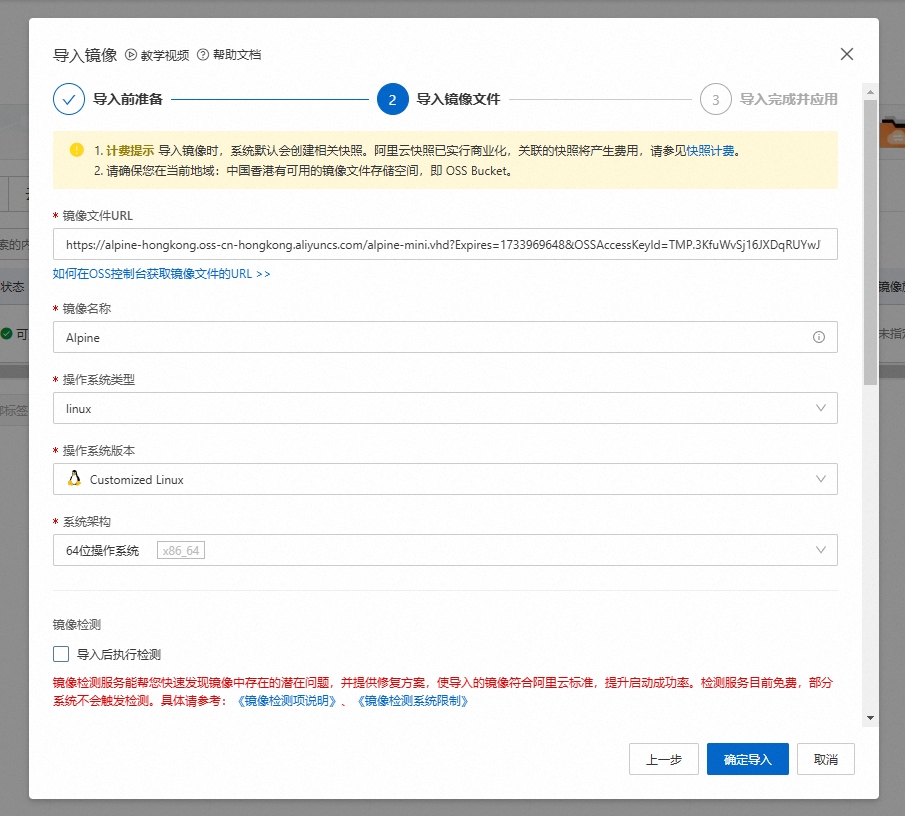 导入镜像 教学视频 帮助文档
导入前准备 2 导入镜像文件 3 导入完成并应用
1. 计费提示 导入镜像时，系统默认会创建相关快照。阿里云快照已实行商业化，关联的快照将产生费用，请参见快照计费。
2. 请确保您在当前地域：中国香港有可用的镜像文件存储空间，即 OSS Bucket。
* 镜像文件URL
索的内
https://alpine-hongkong.oss-cn-hongkong.aliyuncs.com/alpine-mini.vhd?Expires=1733969648&OSSAccessKeyId=TMP.3KfuWvSj16JXDqRUYwJ
如何在OSS控制台获取镜像文件的URL >>
状态
* 镜像名称
可
Alpine
未指定
* 操作系统类型
linux
部标签
* 操作系统版本
Customized Linux
* 系统架构
64位操作系统 x86_64
镜像检测
导入后执行检测
镜像检测服务能帮您快速发现镜像中存在的潜在问题，并提供修复方案，使导入的镜像符合阿里云标准，提升启动成功率。检测服务目前免费，部分
系统不会触发检测。具体请参考：《镜像检测项说明》、《镜像检测系统限制》
上一步 确定导入 取消